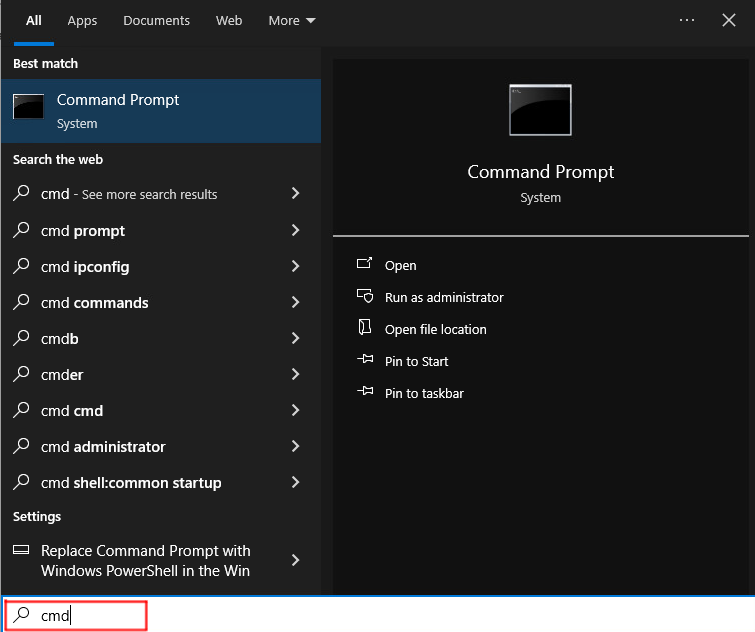 All Apps Documents Web More
Best match
Command Prompt
System
Search the web
cmd - See more search results
cmd prompt
cmd ipconfig
cmd commands
cmdb
cmder
cmd cmd
cmd administrator
cmd shell:common startup
Settings
Replace Command Prompt with
Windows PowerShell in the Win
cmd
Command Prompt
System
Open
Run as administrator
Open file location
Pin to Start
Pin to taskbar